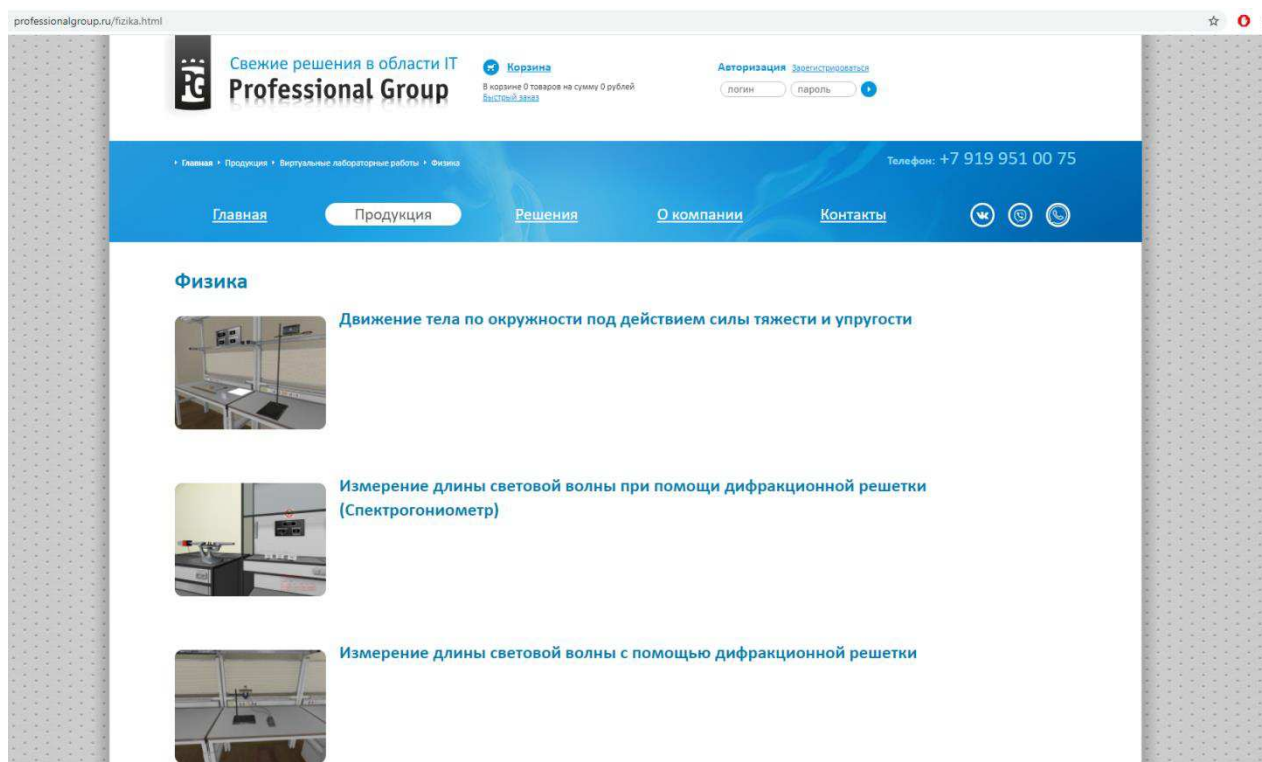 professionalgroup.ru/fizika.html
Свежие решения в области IT
PG
Professional Group
Корзина
В корзине 0 товаров на сумму 0 рублей
Быстрый заказ
Авторизация Зарегистрироваться
логин пароль
Главная Продукция Виртуальные лабораторные работы Физика
Телефон: +7 919 951 00 75
Главная Продукция Решения О компании Контакты
Физика
Движение тела по окружности под действием силы тяжести и упругости
Измерение длины световой волны при помощи дифракционной решетки
(Спектрогониометр)
Измерение длины световой волны с помощью дифракционной решетки